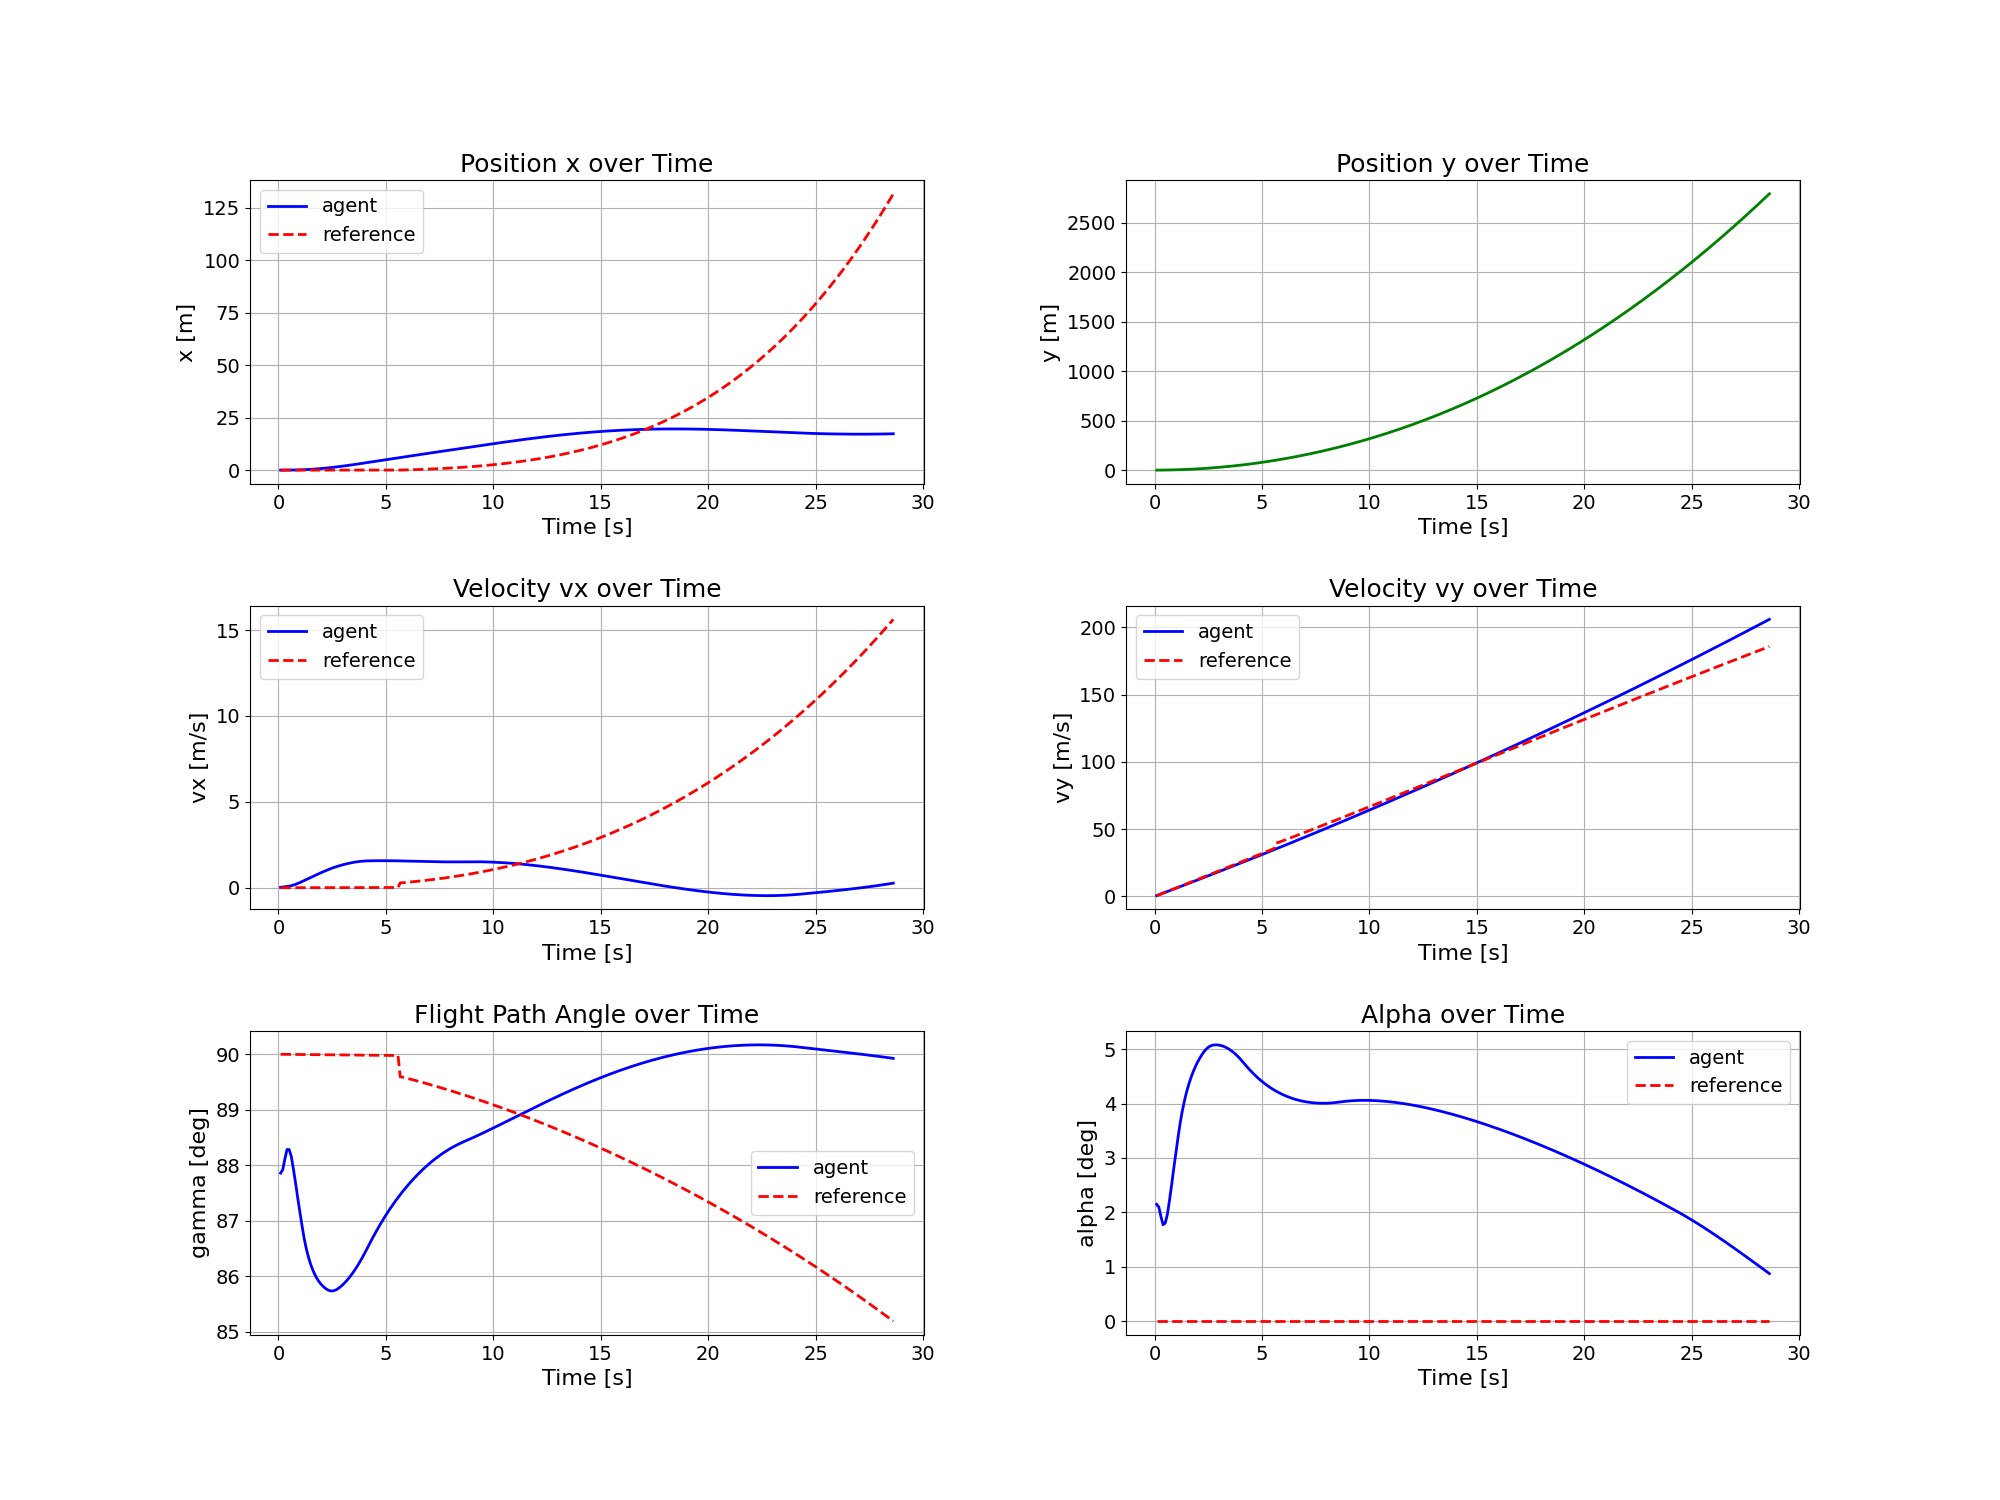 Position x over Time
125
100
75
50
25
0
x [m]
agent
reference
0 5 10 15 20 25 30
Time [s]
Position y over Time
2500
2000
1500
1000
500
0
y [m]
0 5 10 15 20 25 30
Time [s]
Velocity vx over Time
15
10
5
0
vx [m/s]
agent
reference
0 5 10 15 20 25 30
Time [s]
Velocity vy over Time
200
150
100
50
0
vy [m/s]
agent
reference
0 5 10 15 20 25 30
Time [s]
Flight Path Angle over Time
90
89
88
87
86
85
gamma [deg]
agent
reference
0 5 10 15 20 25 30
Time [s]
Alpha over Time
5
4
3
2
1
0
alpha [deg]
agent
reference
0 5 10 15 20 25 30
Time [s]